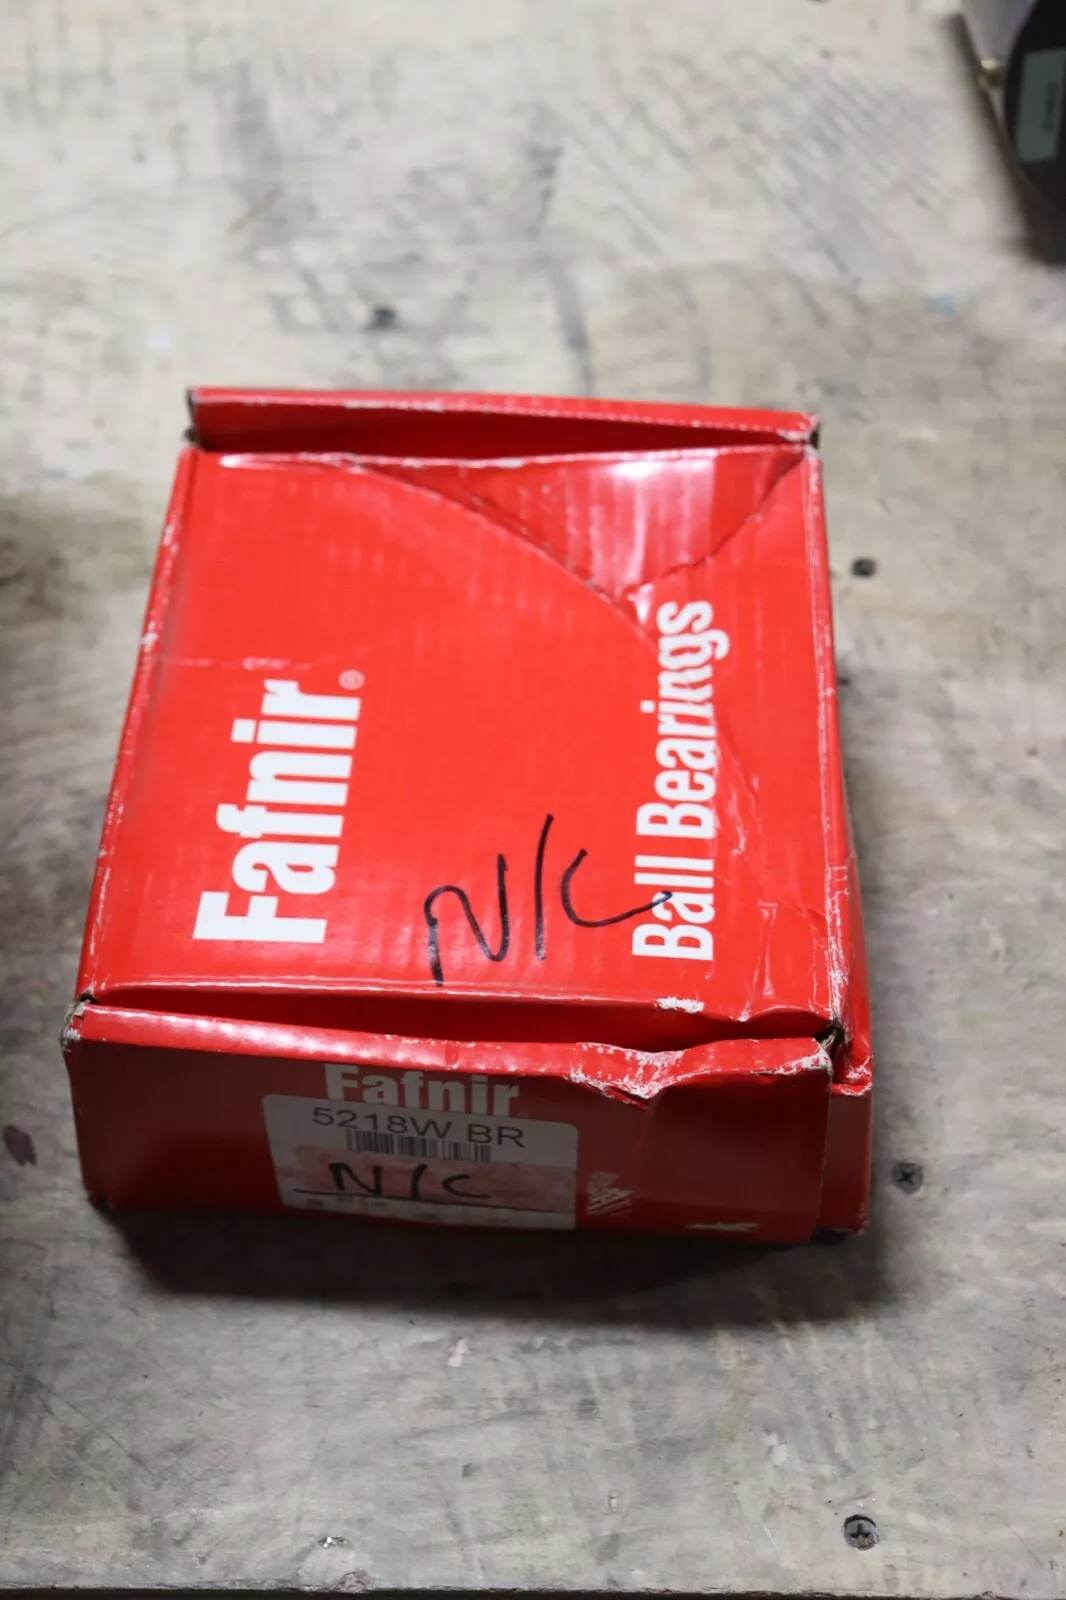 Fafnir®
Ball Bearings
N/C
Fafnir
5218W BR
N/C